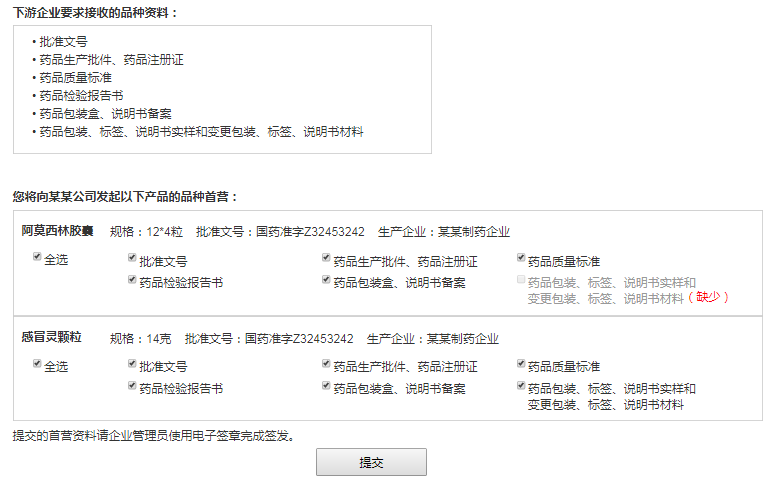 下游企业要求接收的品种资料：
• 批准文号
• 药品生产批件、药品注册证
• 药品质量标准
• 药品检验报告书
• 药品包装盒、说明书备案
• 药品包装、标签、说明书实样和变更包装、标签、说明书材料
您将向某某公司发起以下产品的品种首营：
阿莫西林胶囊 规格：12*4粒 批准文号：国药准字Z32453242 生产企业：某某制药企业
全选 批准文号 药品生产批件、药品注册证 药品质量标准
药品检验报告书 药品包装盒、说明书备案 药品包装、标签、说明书实样和
变更包装、标签、说明书材料（缺少）
感冒灵颗粒 规格：14克 批准文号：国药准字Z32453242 生产企业：某某制药企业
全选 批准文号 药品生产批件、药品注册证 药品质量标准
药品检验报告书 药品包装盒、说明书备案 药品包装、标签、说明书实样和
变更包装、标签、说明书材料
提交的首营资料请企业管理员使用电子签章完成签发。
提交